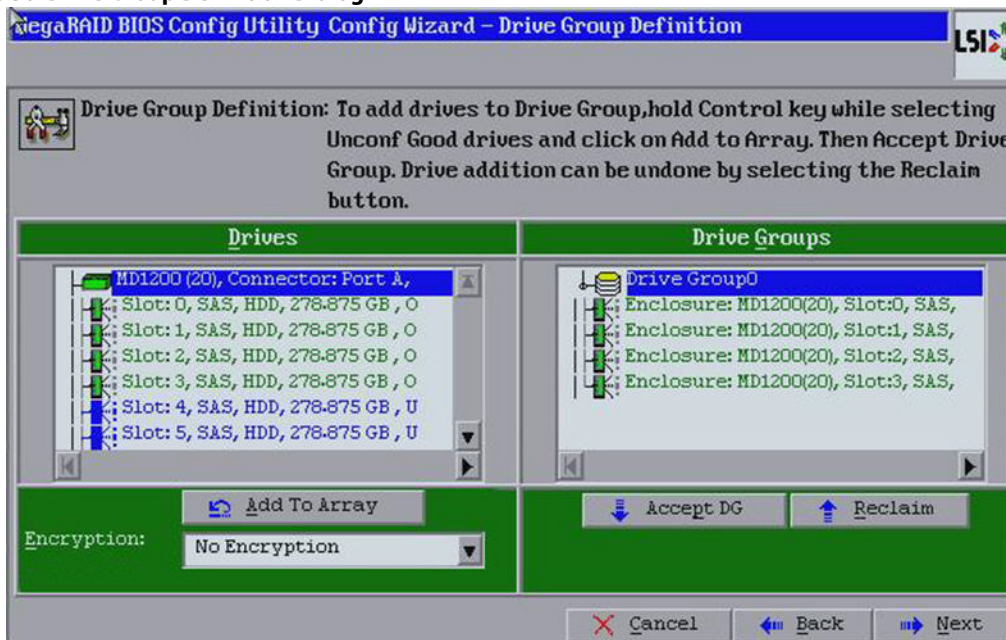 MegaRAID BIOS Config Utility Config Wizard – Drive Group Definition
LSI
Drive Group Definition: To add drives to Drive Group,hold Control key while selecting
Unconf Good drives and click on Add to Array. Then Accept Drive
Group. Drive addition can be undone by selecting the Reclaim
button.
Drives
MD1200 (20), Connector: Port A,
Slot: 0, SAS, HDD, 278.875 GB , O
Slot: 1, SAS, HDD, 278.875 GB , O
Slot: 2, SAS, HDD, 278.875 GB , O
Slot: 3, SAS, HDD, 278.875 GB , O
Slot: 4, SAS, HDD, 278.875 GB , U
Slot: 5, SAS, HDD, 278.875 GB , U
Add To Array
Encryption:
No Encryption
Drive Groups
Drive Group0
Enclosure: MD1200(20), Slot:0, SAS,
Enclosure: MD1200(20), Slot:1, SAS,
Enclosure: MD1200(20), Slot:2, SAS,
Enclosure: MD1200(20), Slot:3, SAS,
Accept DG
Reclaim
Cancel
Back
Next